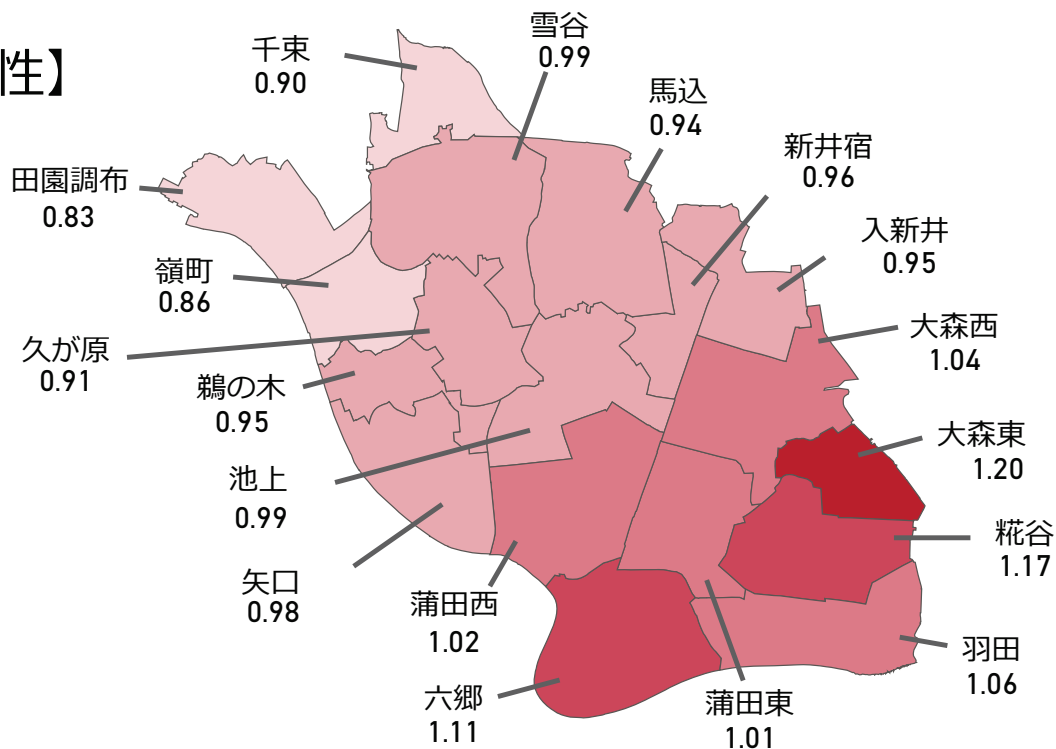 性】
千束
0.90
雪谷
0.99
馬込
0.94
新井宿
0.96
田園調布
0.83
入新井
0.95
嶺町
0.86
大森西
1.04
久が原
0.91
鵜の木
0.95
大森東
1.20
池上
0.99
糀谷
1.17
矢口
0.98
蒲田西
1.02
羽田
1.06
六郷
1.11
蒲田東
1.01